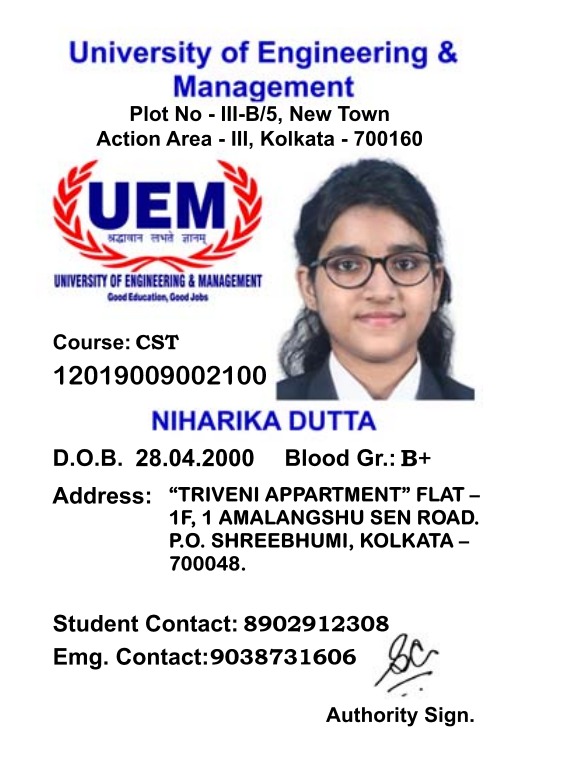 University of Engineering &
Management
Plot No - III-B/5, New Town
Action Area - III, Kolkata - 700160
UEM
श्रद्धावान लभते ज्ञानम्
UNIVERSITY OF ENGINEERING & MANAGEMENT
Good Education, Good Jobs
Course: CST
12019009002100
NIHARIKA DUTTA
D.O.B. 28.04.2000 Blood Gr.: B+
Address: “TRIVENI APPARTMENT” FLAT –
1F, 1 AMALANGSHU SEN ROAD.
P.O. SHREEBHUMI, KOLKATA –
700048.
Student Contact: 8902912308
Emg. Contact:9038731606
Authority Sign.